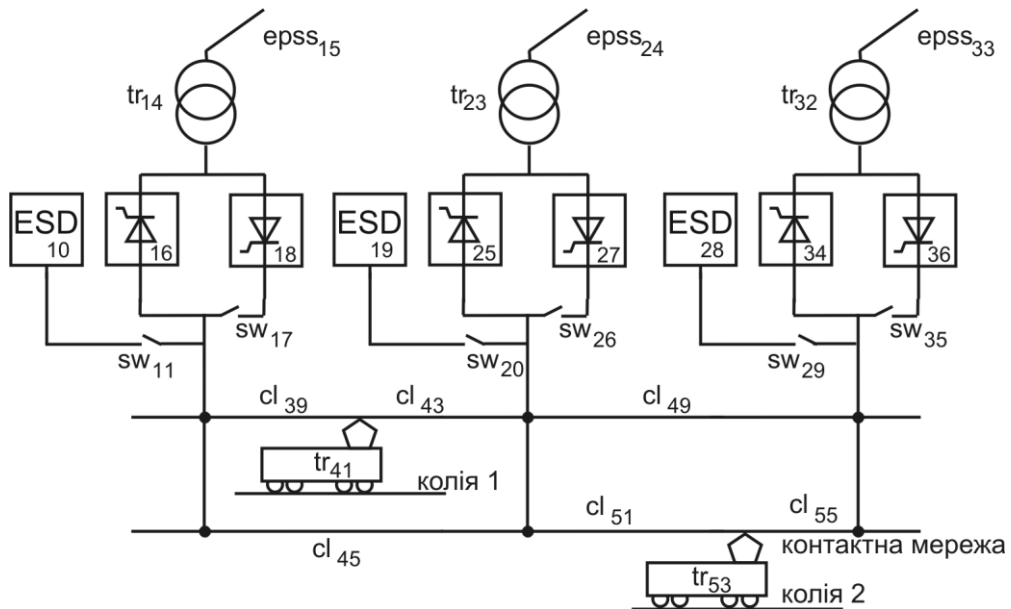 epss15
epss24
epss33
tr14
tr23
tr32
ESD
10
16
18
ESD
19
25
27
ESD
28
34
36
sw17
sw26
sw35
sw11
sw20
sw29
cl 39
cl 43
cl 49
tr41
колія 1
cl 51
cl 55
cl 45
контактна мережа
tr53
колія 2